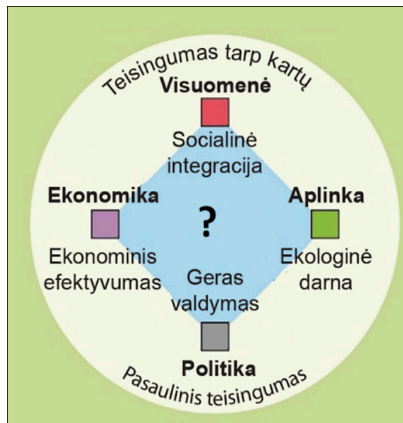 Teisingumas tarp kartų
Visuomenė
Socialinė
integracija
Ekonomika
Aplinka
?
Ekonominis
efektyvumas
Ekologinė
darna
Geras
valdymas
Politika
Pasaulinis teisingumas